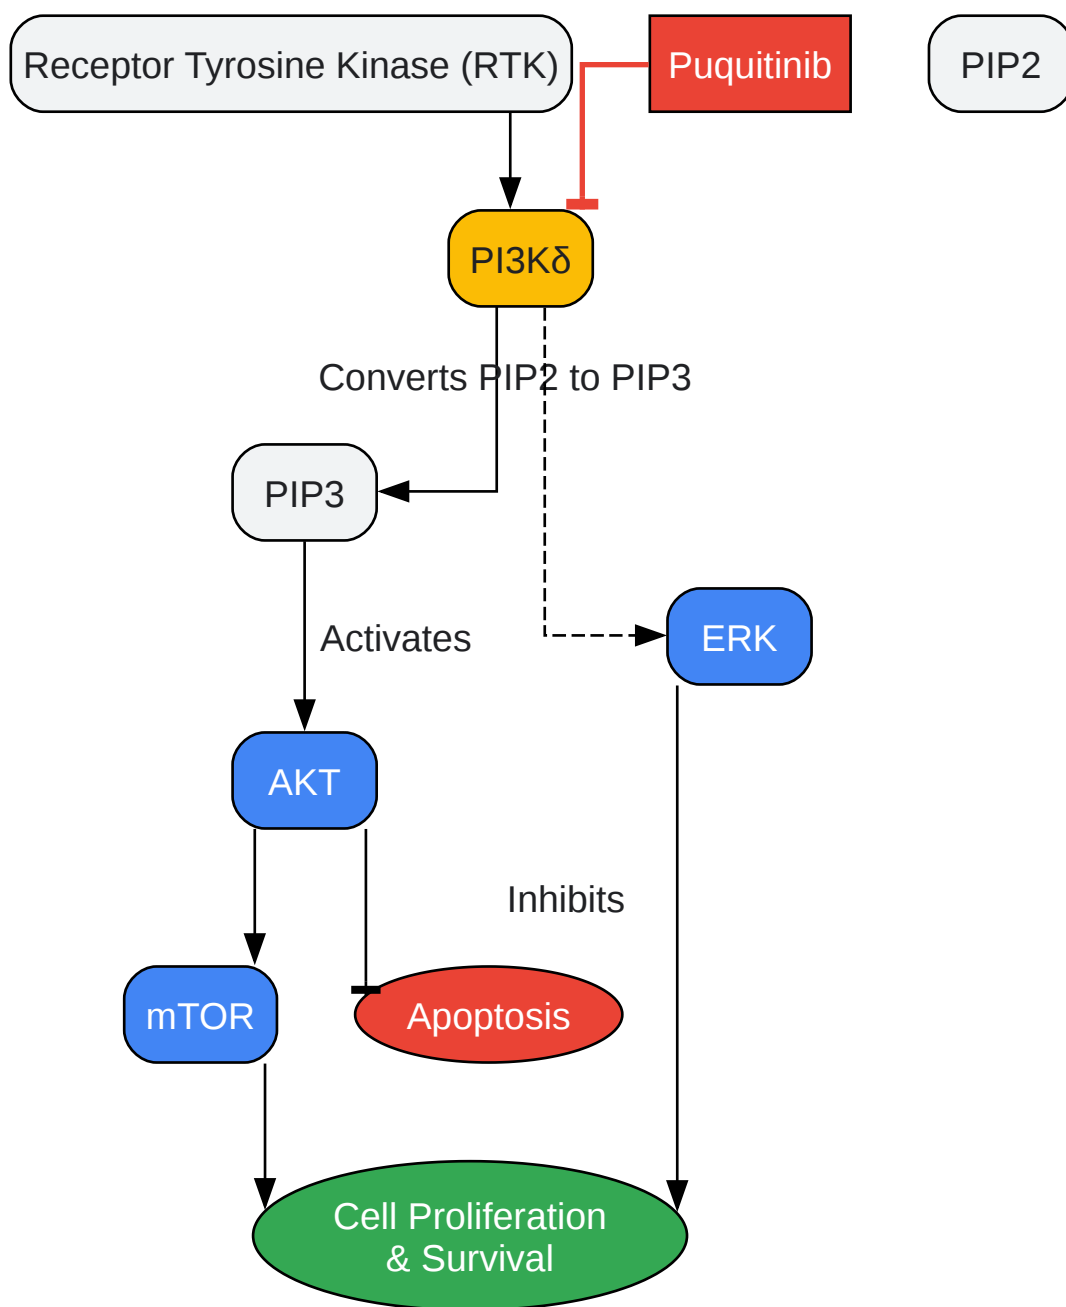 Receptor Tyrosine Kinase (RTK)
Puquitinib
PIP2
PI3Kδ
Converts PIP2 to PIP3
PIP3
ERK
Activates
AKT
Inhibits
mTOR
Apoptosis
Cell Proliferation
& Survival